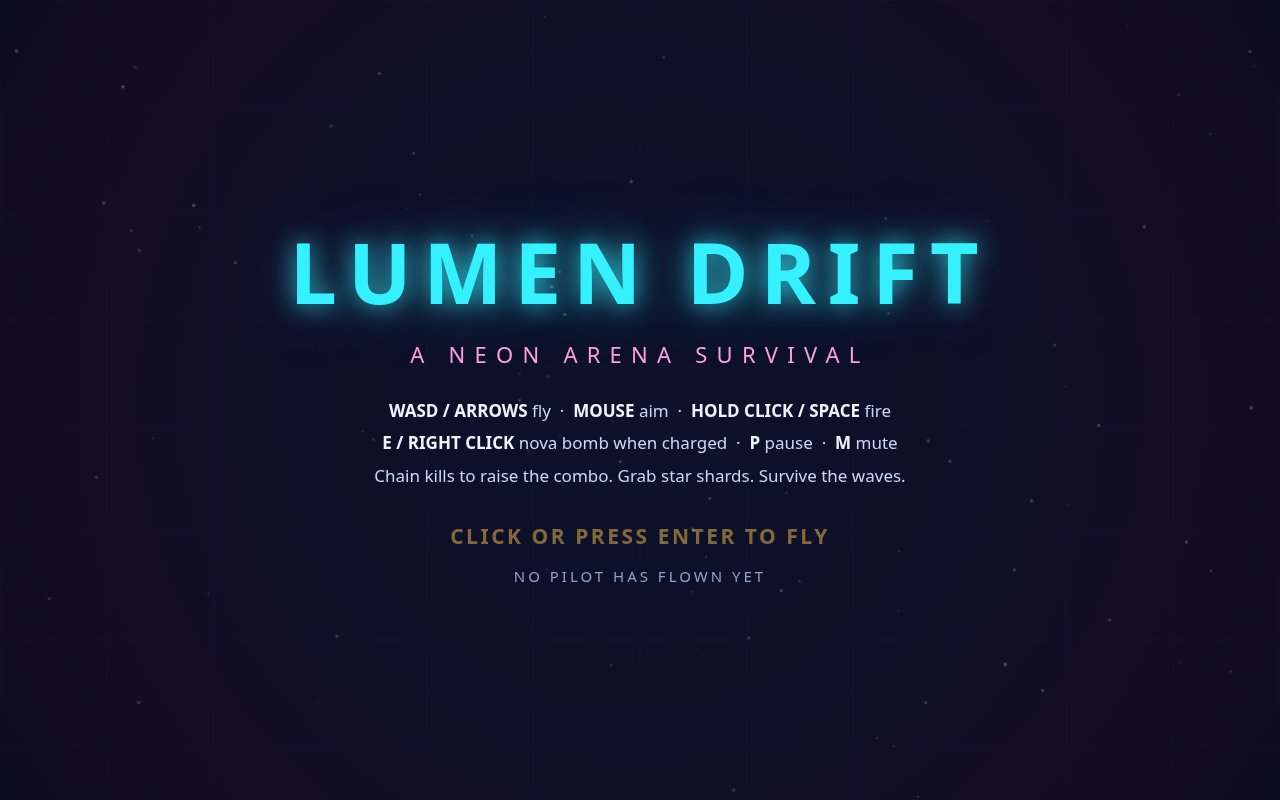 LUMEN DRIFT
A NEON ARENA SURVIVAL
WASD / ARROWS fly · MOUSE aim · HOLD CLICK / SPACE fire
E / RIGHT CLICK nova bomb when charged · P pause · M mute
Chain kills to raise the combo. Grab star shards. Survive the waves.
CLICK OR PRESS ENTER TO FLY
NO PILOT HAS FLOWN YET